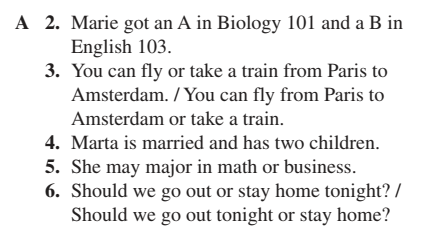 A 2. Marie got an A in Biology 101 and a B in
English 103.
3. You can fly or take a train from Paris to
Amsterdam. / You can fly from Paris to
Amsterdam or take a train.
4. Marta is married and has two children.
5. She may major in math or business.
6. Should we go out or stay home tonight? /
Should we go out tonight or stay home?